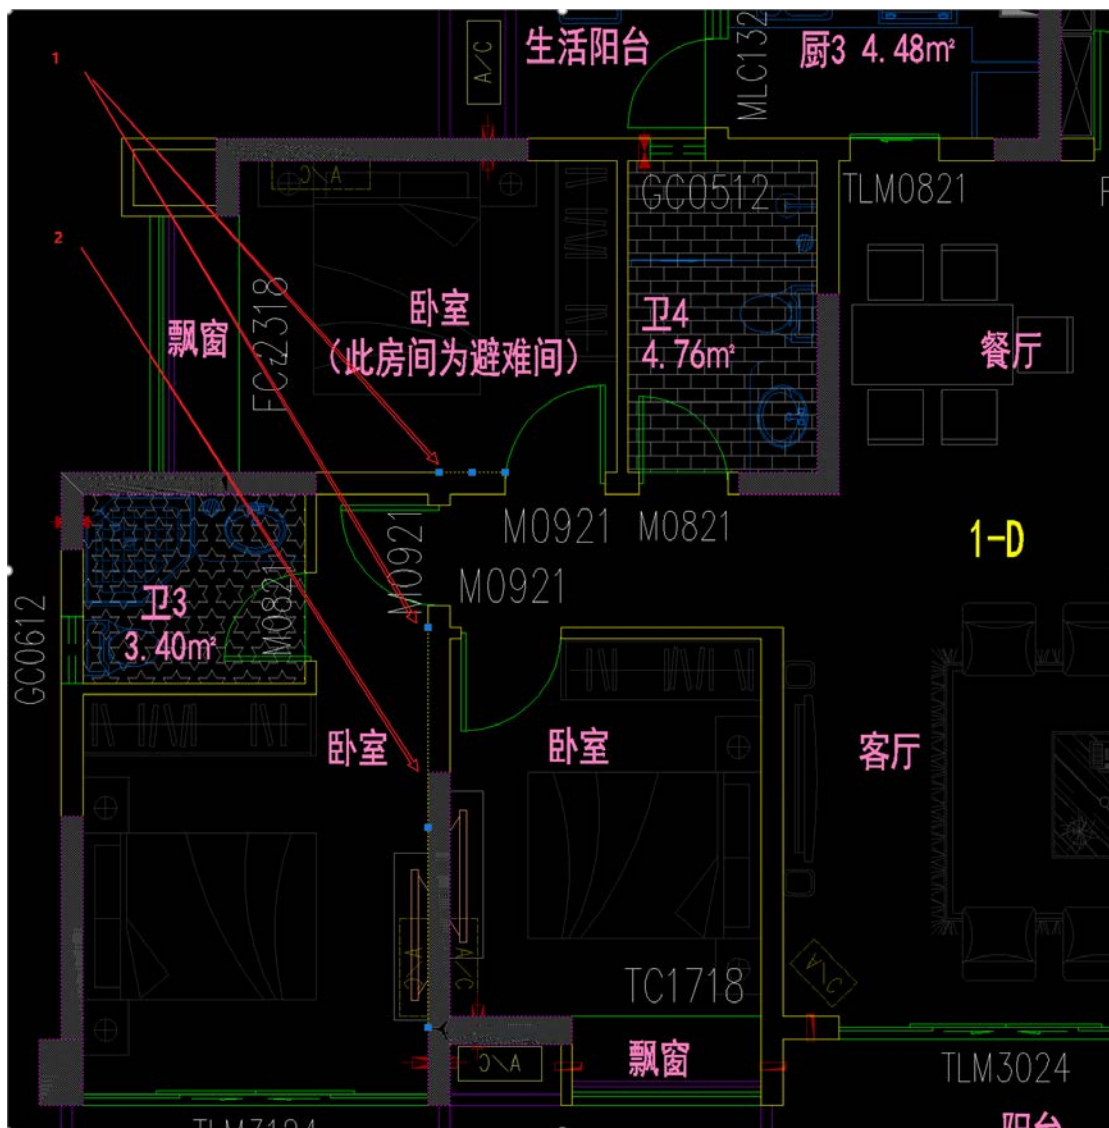 1
生活阳台
厨3 4.48㎡
MLC132
A/C
A/C
GC0512
TLM0821
2
FC2318
卧室
(此房间为避难间)
飘窗
卫4
4.76㎡
餐厅
M0921
M0921
M0821
M0921
1-D
M0821
卫3
3.40㎡
GC0612
卧室
卧室
客厅
A/C
A/C
A/C
TC1718
A/C
飘窗
TLM3024
阳台